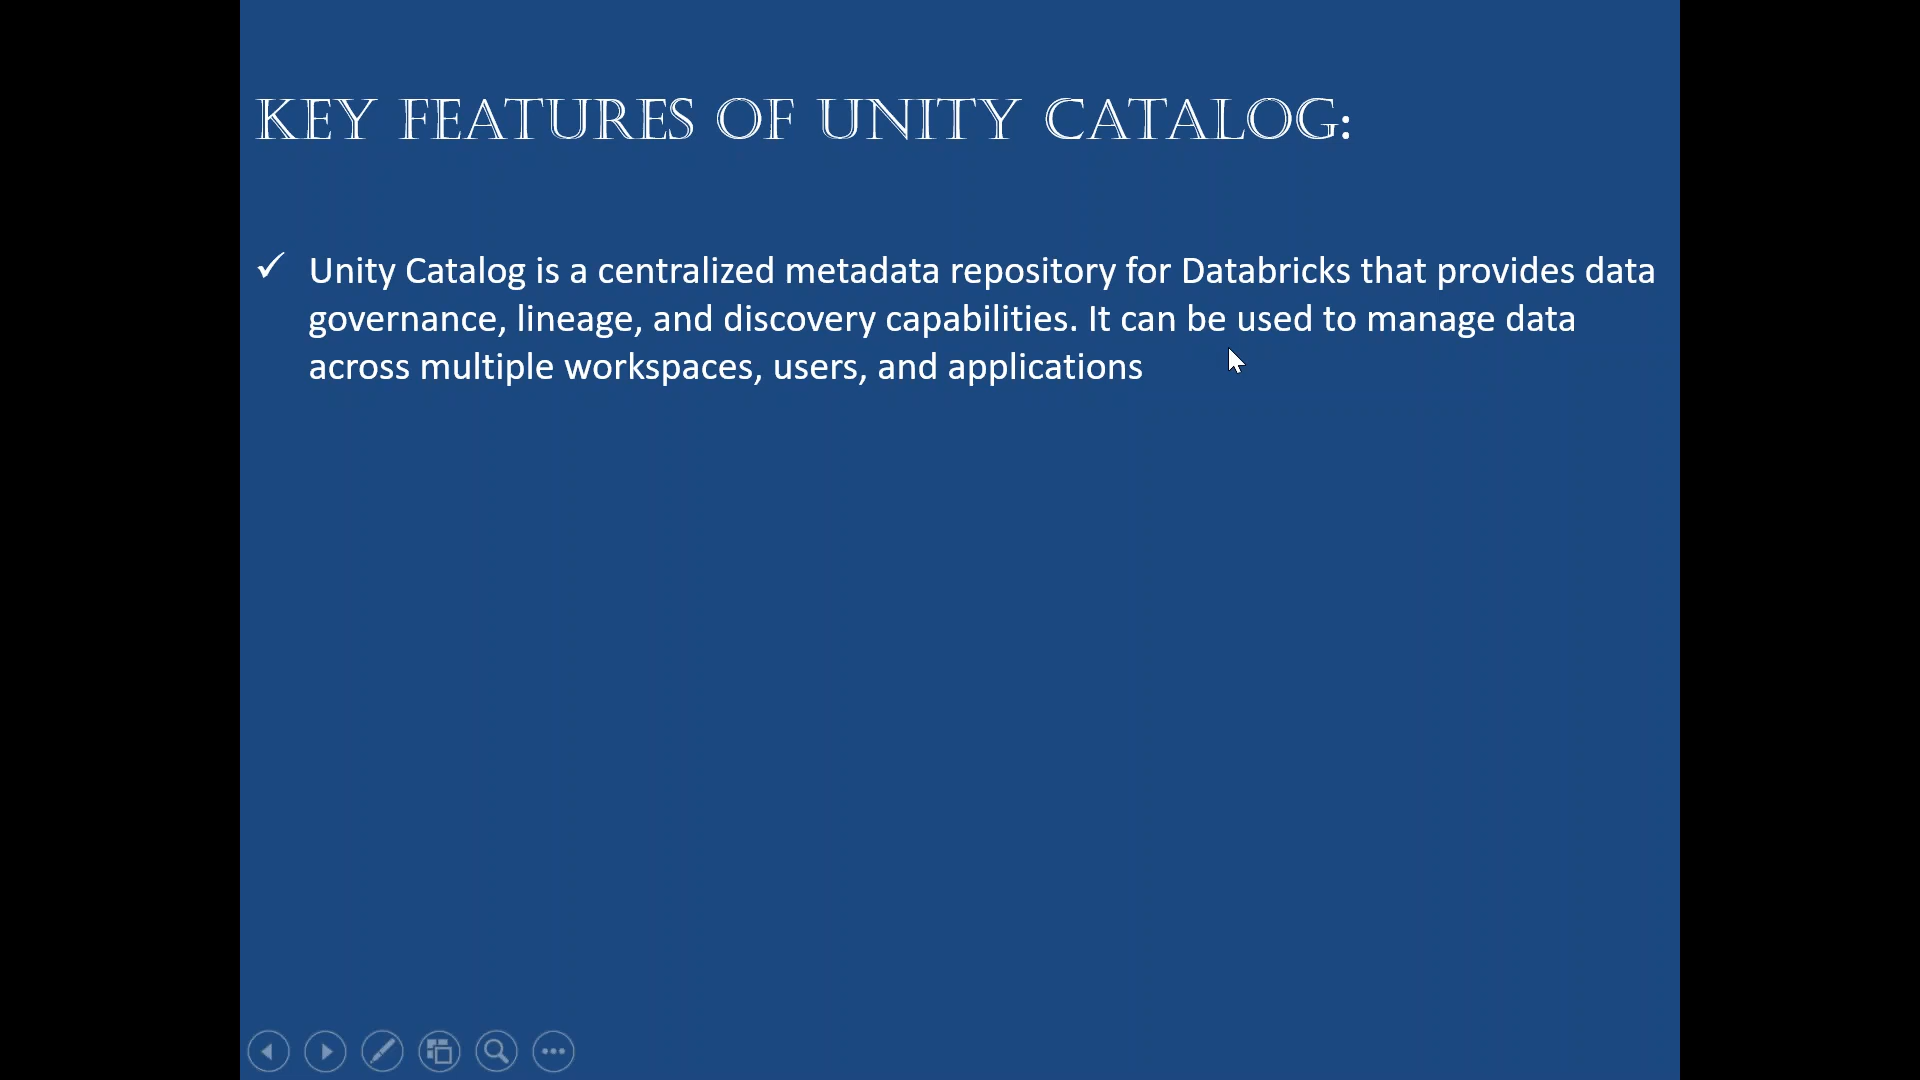 KEY FEATURES OF UNITY CATALOG:
✓ Unity Catalog is a centralized metadata repository for Databricks that provides data
governance, lineage, and discovery capabilities. It can be used to manage data
across multiple workspaces, users, and applications